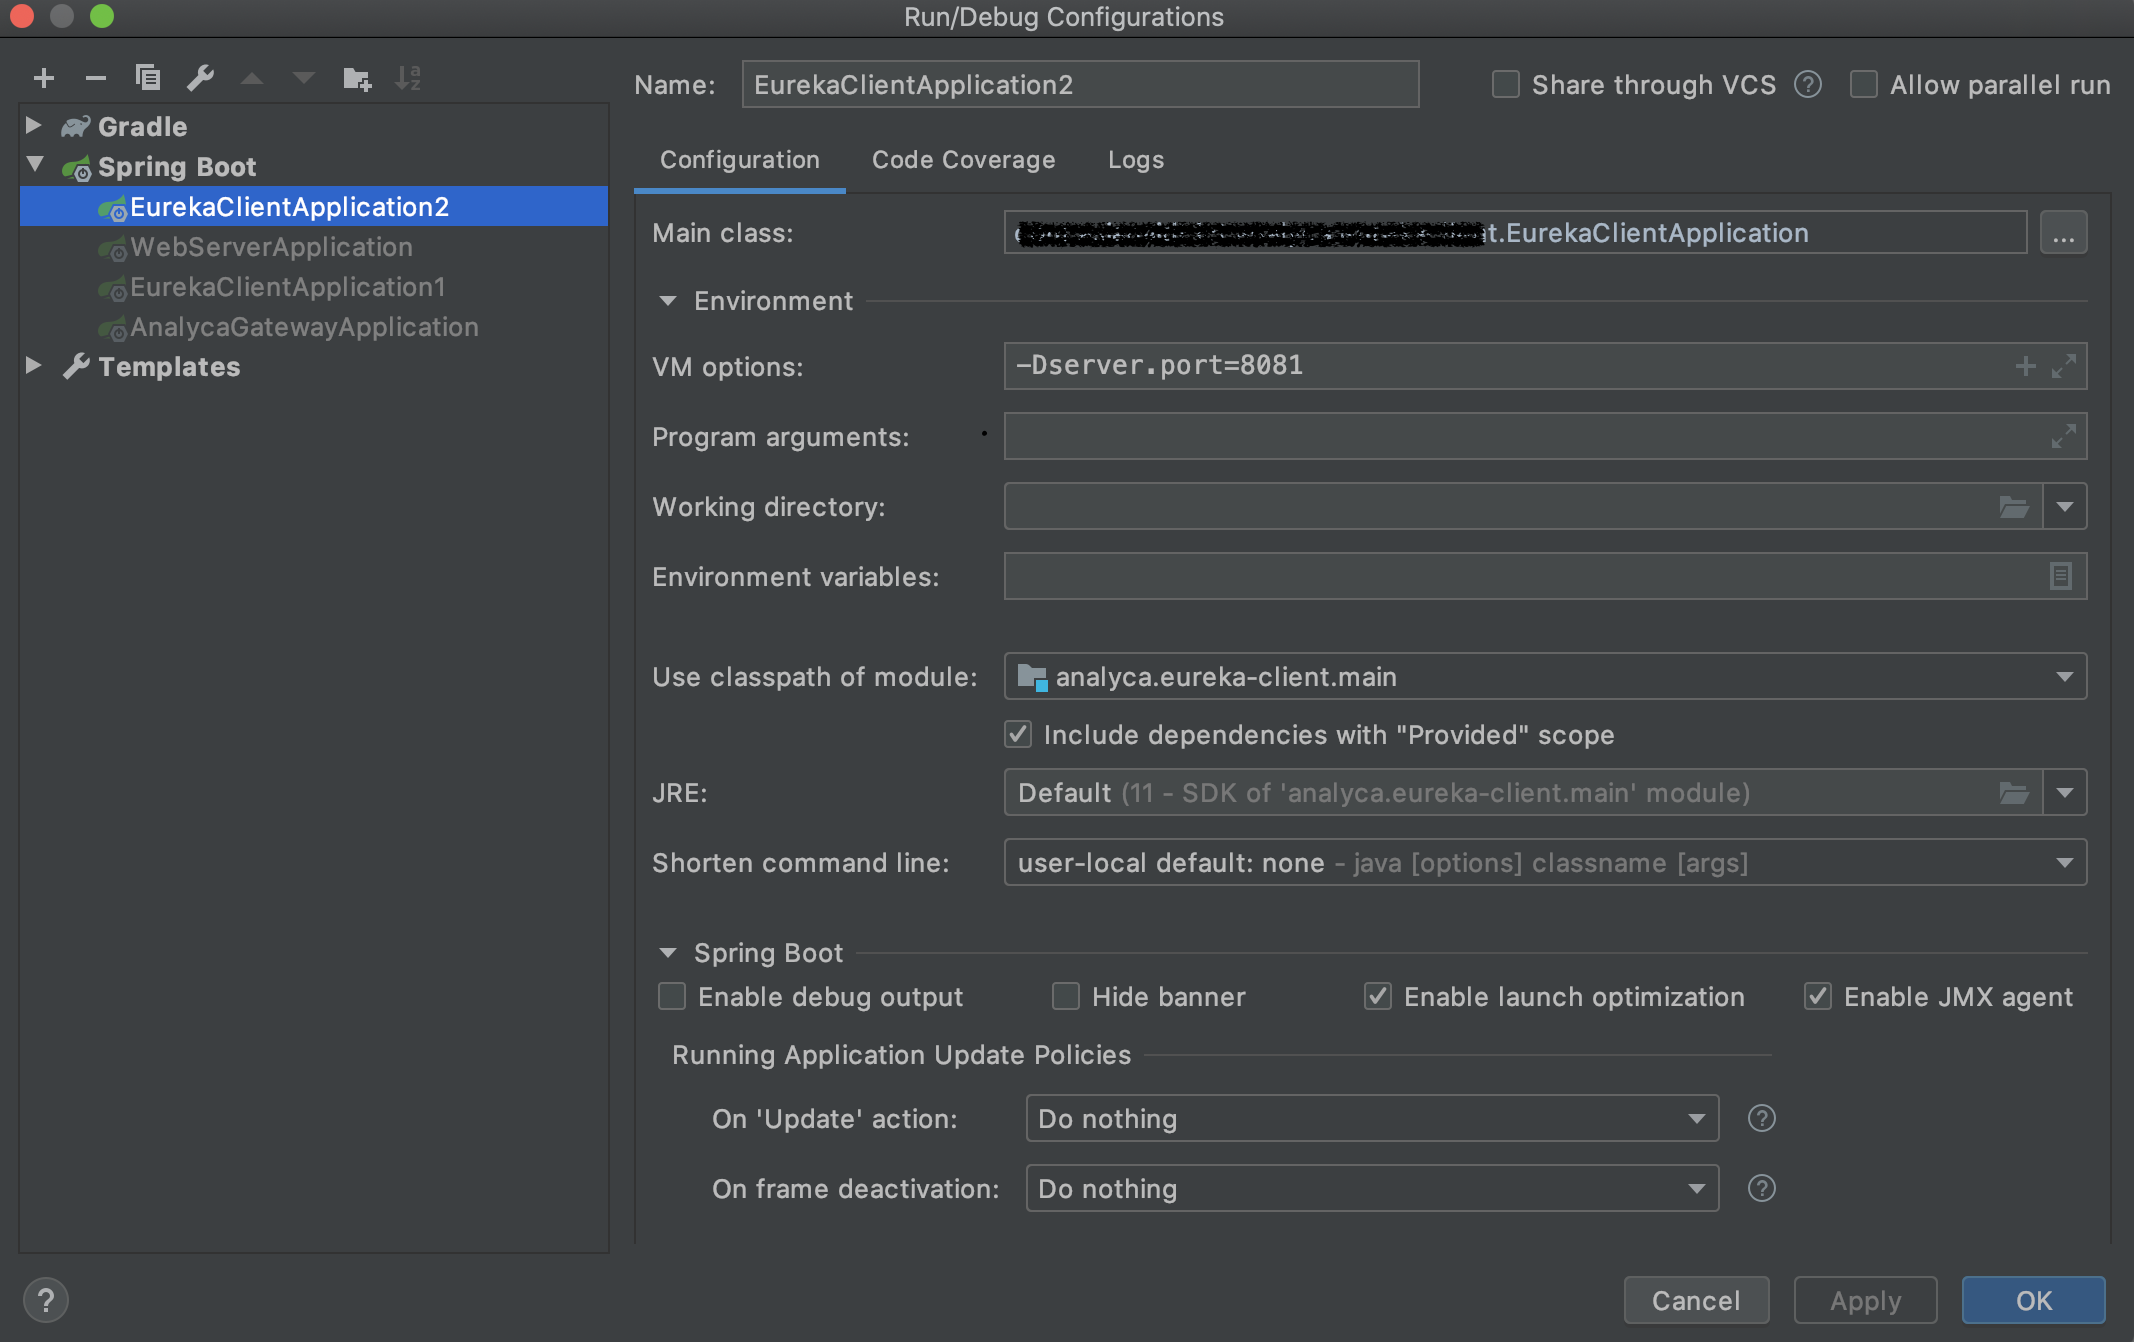 Run/Debug Configurations
Name: EurekaClientApplication2 Share through VCS ? Allow parallel run
Gradle
Spring Boot
EurekaClientApplication2
WebServerApplication
EurekaClientApplication1
AnalycaGatewayApplication
Templates
Configuration Code Coverage Logs
Main class: t.EurekaClientApplication ...
Environment
VM options: -Dserver.port=8081
Program arguments:
Working directory:
Environment variables:
Use classpath of module: analyca.eureka-client.main
Include dependencies with "Provided" scope
JRE: Default (11 - SDK of 'analyca.eureka-client.main' module)
Shorten command line: user-local default: none - java [options] classname [args]
Spring Boot
Enable debug output Hide banner Enable launch optimization Enable JMX agent
Running Application Update Policies
On 'Update' action: Do nothing ?
On frame deactivation: Do nothing ?
? Cancel Apply OK